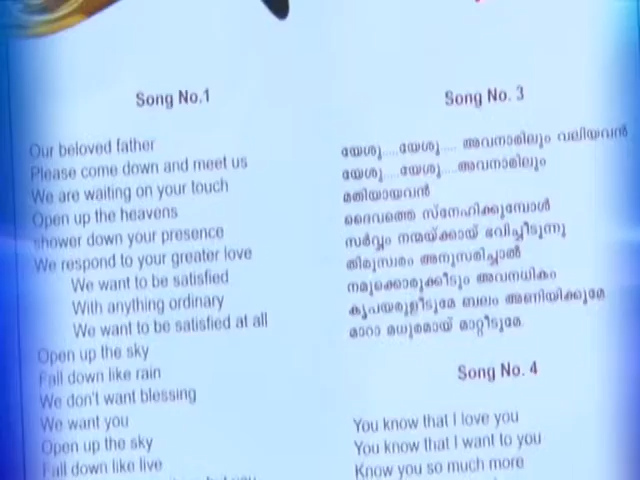 Song No.1
Our beloved father
Please come down and meet us
We are waiting on your touch
Open up the heavens
shower down your presence
We respond to your greater love
We want to be satisfied
With anything ordinary
We want to be satisfied at all
Open up the sky
Fall down like rain
We don't want blessing
We want you
Open up the sky
Fall down like live
Song No. 3
യേശു....യേശു.... അവനാരിലും വലിയവൻ
യേശു....യേശു....അവനാരിലും
മതിയായവൻ
ദൈവത്തെ സ്നേഹിക്കുമ്പോൾ
സർവ്വം നന്മയ്ക്കായ് ഭവിച്ചീടുന്നു
തിരുസ്വരം അനുസരിച്ചാൽ
നമുക്കൊരുക്കീടും അവനധികം
കൃപയരുളീടുമേ ബലം അണിയിക്കുമേ
മാറാ മധുരമായ് മാറ്റീടുമേ
Song No. 4
You know that I love you
You know that I want to you
Know you so much more